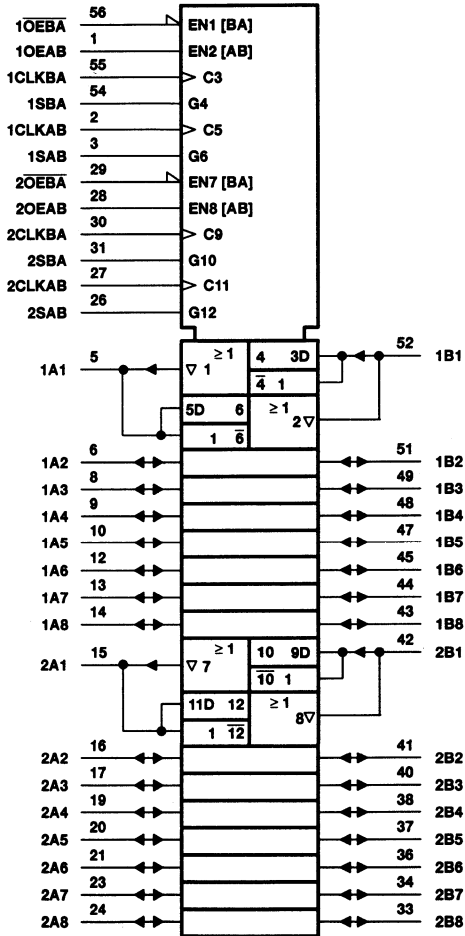 1OEBA 56 EN1 [BA]
1OEAB 1 EN2 [AB]
1CLKBA 55 C3
1SBA 54 G4
1CLKAB 2 C5
1SAB 3 G6
2OEBA 29 EN7 [BA]
2OEAB 28 EN8 [AB]
2CLKBA 30 C9
2SBA 31 G10
2CLKAB 27 C11
2SAB 26 G12
1A1 5 ≥ 1 ▽ 1 4 3D 52 1B1
4̅ 1
5D 6 ≥ 1 2▽
1 6̅
1A2 6 51 1B2
1A3 8 49 1B3
1A4 9 48 1B4
1A5 10 47 1B5
1A6 12 45 1B6
1A7 13 44 1B7
1A8 14 43 1B8
2A1 15 ≥ 1 ▽ 7 10 9D 42 2B1
1̅0̅ 1
11D 12 ≥ 1 8▽
1 1̅2̅
2A2 16 41 2B2
2A3 17 40 2B3
2A4 19 38 2B4
2A5 20 37 2B5
2A6 21 36 2B6
2A7 23 34 2B7
2A8 24 33 2B8